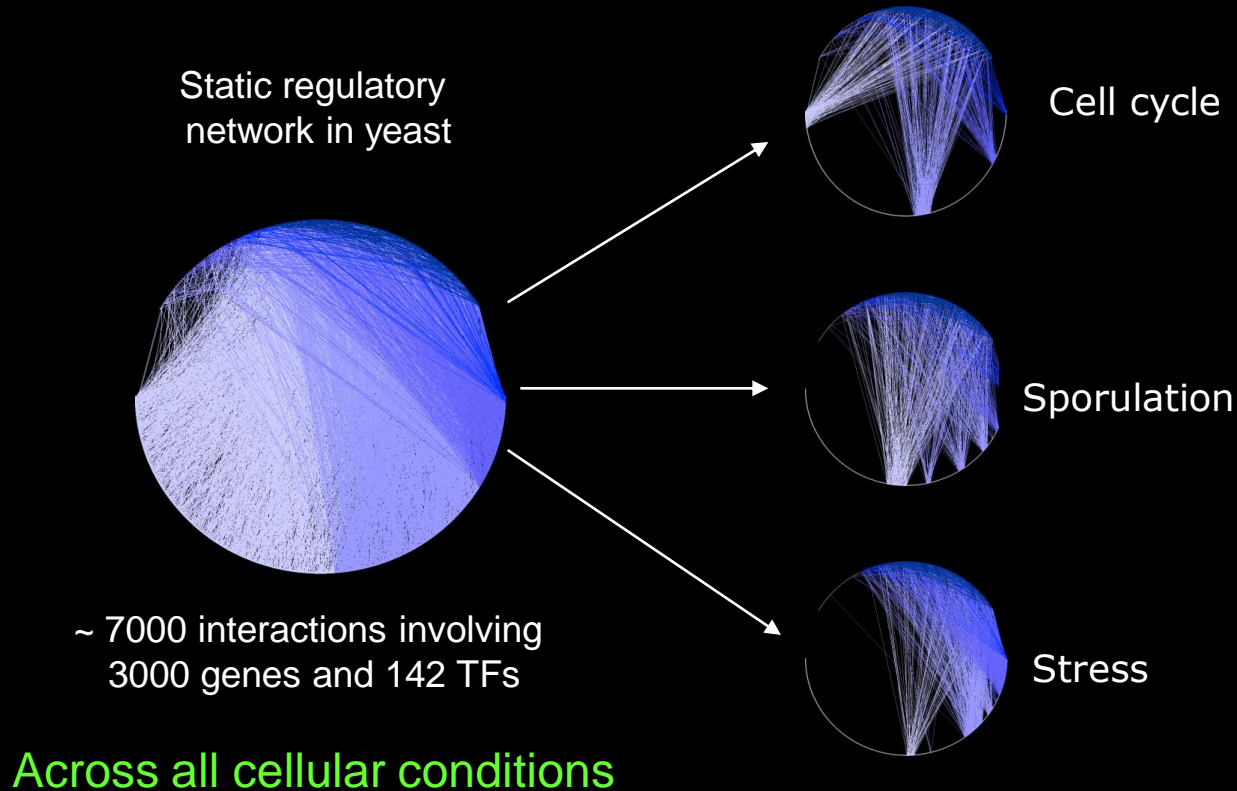 Static regulatory
network in yeast
Cell cycle
Sporulation
Stress
~ 7000 interactions involving
3000 genes and 142 TFs
Across all cellular conditions